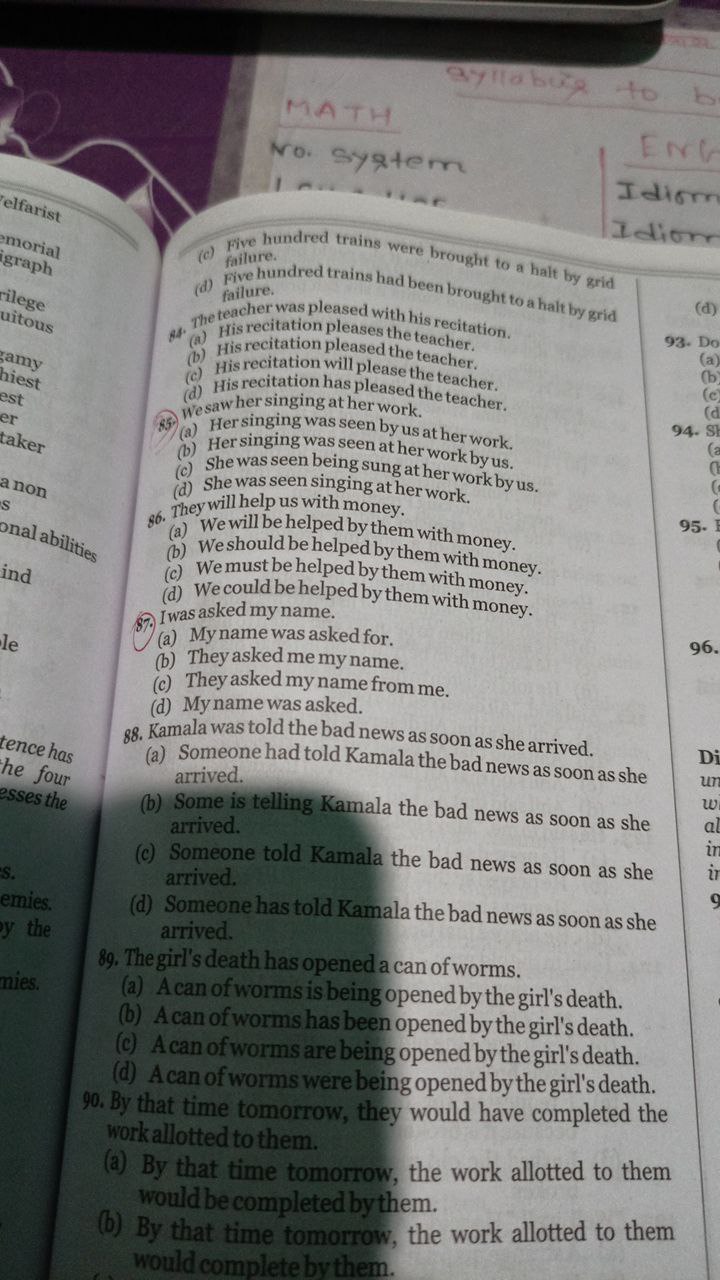 syllabus to b
MATH
No. system
ENG
Idiom
Idiom
elfarist
emorial
igraph
rilege
uitous
gamy
hiest
est
er
taker
a non
s
onal abilities
ind
le
tence has
he four
esses the
s.
emies.
y the
mies.
(c) Five hundred trains were brought to a halt by grid
failure.
(d) Five hundred trains had been brought to a halt by grid
failure.
84. The teacher was pleased with his recitation.
(a) His recitation pleases the teacher.
(b) His recitation pleased the teacher.
(c) His recitation will please the teacher.
(d) His recitation has pleased the teacher.
85. We saw her singing at her work.
(a) Her singing was seen by us at her work.
(b) Her singing was seen at her work by us.
(c) She was seen being sung at her work by us.
(d) She was seen singing at her work.
86. They will help us with money.
(a) We will be helped by them with money.
(b) We should be helped by them with money.
(c) We must be helped by them with money.
(d) We could be helped by them with money.
87. I was asked my name.
(a) My name was asked for.
(b) They asked me my name.
(c) They asked my name from me.
(d) My name was asked.
88. Kamala was told the bad news as soon as she arrived.
(a) Someone had told Kamala the bad news as soon as she
arrived.
(b) Some is telling Kamala the bad news as soon as she
arrived.
(c) Someone told Kamala the bad news as soon as she
arrived.
(d) Someone has told Kamala the bad news as soon as she
arrived.
89. The girl's death has opened a can of worms.
(a) A can of worms is being opened by the girl's death.
(b) A can of worms has been opened by the girl's death.
(c) A can of worms are being opened by the girl's death.
(d) A can of worms were being opened by the girl's death.
90. By that time tomorrow, they would have completed the
work allotted to them.
(a) By that time tomorrow, the work allotted to them
would be completed by them.
(b) By that time tomorrow, the work allotted to them
would complete by them.
(d)
93. Do
(a)
(b
(c
(d
94. S
(a
(b
95.
96.
Di
un
w
al
in
9